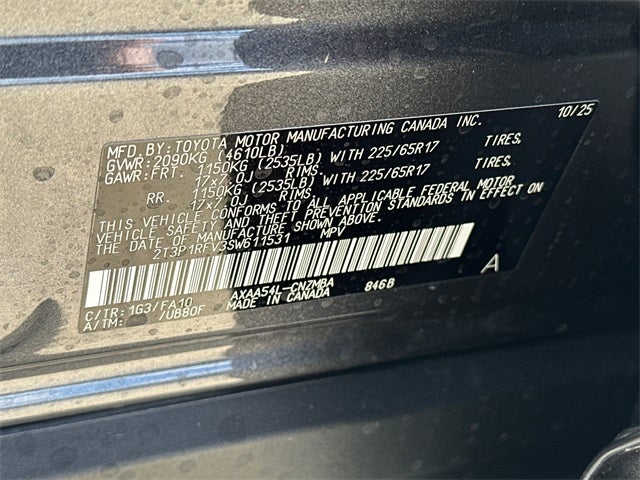 10/25
MFD. BY: TOYOTA MOTOR MANUFACTURING CANADA INC.
GVWR: 2090KG (4610LB)
GAWR: FRT. 1150KG (2535LB) WITH 225/65R17 TIRES,
17x7.0J RIMS.
RR. 1150KG (2535LB) WITH 225/65R17 TIRES,
17x7.0J RIMS.
THIS VEHICLE CONFORMS TO ALL APPLICABLE FEDERAL MOTOR
VEHICLE SAFETY AND THEFT PREVENTION STANDARDS IN EFFECT ON
THE DATE OF MANUFACTURE SHOWN ABOVE.
2T3P1RFV3SW611531 MPV
C/TR: 1G3/FA10 AXAA54L-CNZMBA 846B A
A/TM: /UB80F MADE IN CANADA